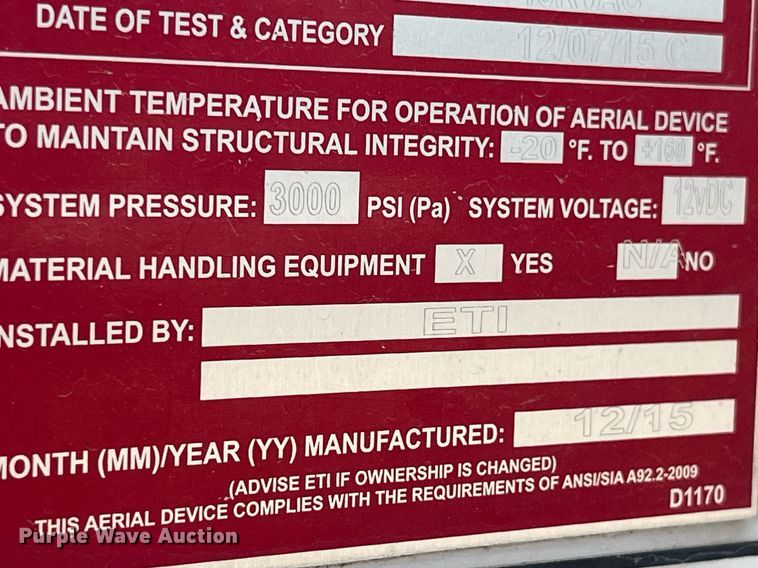 DATE OF TEST & CATEGORY 12/07/15 C
AMBIENT TEMPERATURE FOR OPERATION OF AERIAL DEVICE
TO MAINTAIN STRUCTURAL INTEGRITY: -20 °F. TO +160 °F.
SYSTEM PRESSURE: 3000 PSI (Pa) SYSTEM VOLTAGE: 12vDC
MATERIAL HANDLING EQUIPMENT X YES N/A NO
INSTALLED BY: ETI
MONTH (MM)/YEAR (YY) MANUFACTURED: 12/15
(ADVISE ETI IF OWNERSHIP IS CHANGED)
THIS AERIAL DEVICE COMPLIES WITH THE REQUIREMENTS OF ANSI/SIA A92.2-2009
D1170
Purple Wave Auction